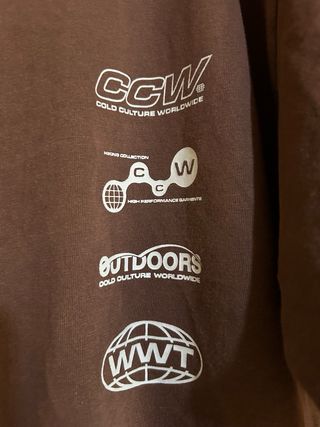 CCW®
COLD CULTURE WORLDWIDE
HIKING COLLECTION
C C W
HIGH PERFORMANCE GARMENTS
OUTDOORS
COLD CULTURE WORLDWIDE
WWT